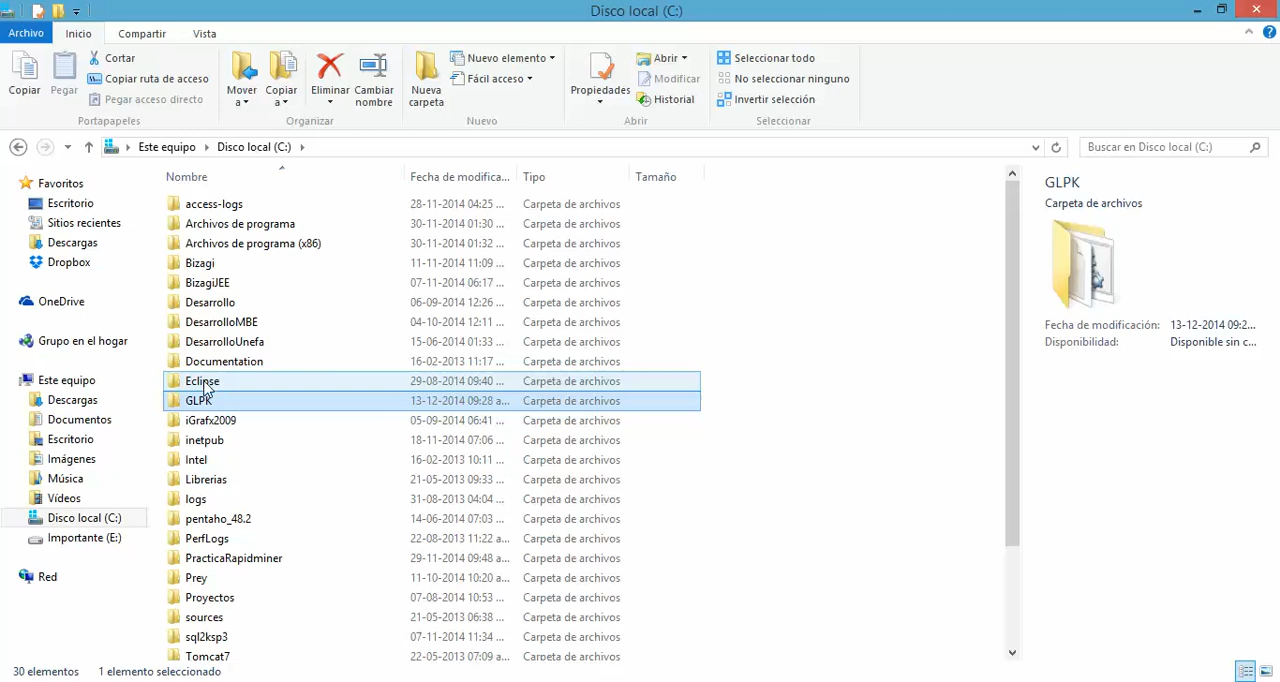 Disco local (C:)
Archivo Inicio Compartir Vista
Copiar
Pegar
Cortar
Copiar ruta de acceso
Pegar acceso directo
Portapapeles
Mover a
Copiar a
Eliminar
Cambiar nombre
Organizar
Nueva carpeta
Nuevo elemento
Fácil acceso
Nuevo
Propiedades
Abrir
Modificar
Historial
Abrir
Seleccionar todo
No seleccionar ninguno
Invertir selección
Seleccionar
Este equipo Disco local (C:)
Buscar en Disco local (C:)
Favoritos
Escritorio
Sitios recientes
Descargas
Dropbox
OneDrive
Grupo en el hogar
Este equipo
Descargas
Documentos
Escritorio
Imágenes
Música
Vídeos
Disco local (C:)
Importante (E:)
Red
Nombre Fecha de modifica... Tipo Tamaño
access-logs 28-11-2014 04:25 ... Carpeta de archivos
Archivos de programa 30-11-2014 01:30 ... Carpeta de archivos
Archivos de programa (x86) 30-11-2014 01:32 ... Carpeta de archivos
Bizagi 11-11-2014 11:09 ... Carpeta de archivos
BizagiJEE 07-11-2014 06:17 ... Carpeta de archivos
Desarrollo 06-09-2014 12:26 ... Carpeta de archivos
DesarrolloMBE 04-10-2014 12:11 ... Carpeta de archivos
DesarrolloUnefa 15-06-2014 01:33 ... Carpeta de archivos
Documentation 16-02-2013 11:17 ... Carpeta de archivos
Eclipse 29-08-2014 09:40 ... Carpeta de archivos
GLPK 13-12-2014 09:28 a... Carpeta de archivos
iGrafx2009 05-09-2014 06:41 ... Carpeta de archivos
inetpub 18-11-2014 07:06 ... Carpeta de archivos
Intel 16-02-2013 10:11 ... Carpeta de archivos
Librerias 21-05-2013 09:33 ... Carpeta de archivos
logs 31-08-2013 04:04 ... Carpeta de archivos
pentaho_48.2 14-06-2014 07:03 ... Carpeta de archivos
PerfLogs 22-08-2013 11:22 a... Carpeta de archivos
PracticaRapidminer 29-11-2014 09:48 a... Carpeta de archivos
Prey 11-10-2014 10:20 a... Carpeta de archivos
Proyectos 07-08-2014 10:53 ... Carpeta de archivos
sources 21-05-2013 06:38 ... Carpeta de archivos
sql2ksp3 07-11-2014 11:34 ... Carpeta de archivos
Tomcat7 22-05-2013 07:09 a... Carpeta de archivos
GLPK
Carpeta de archivos
Fecha de modificación: 13-12-2014 09:2...
Disponibilidad: Disponible sin c...
30 elementos 1 elemento seleccionado